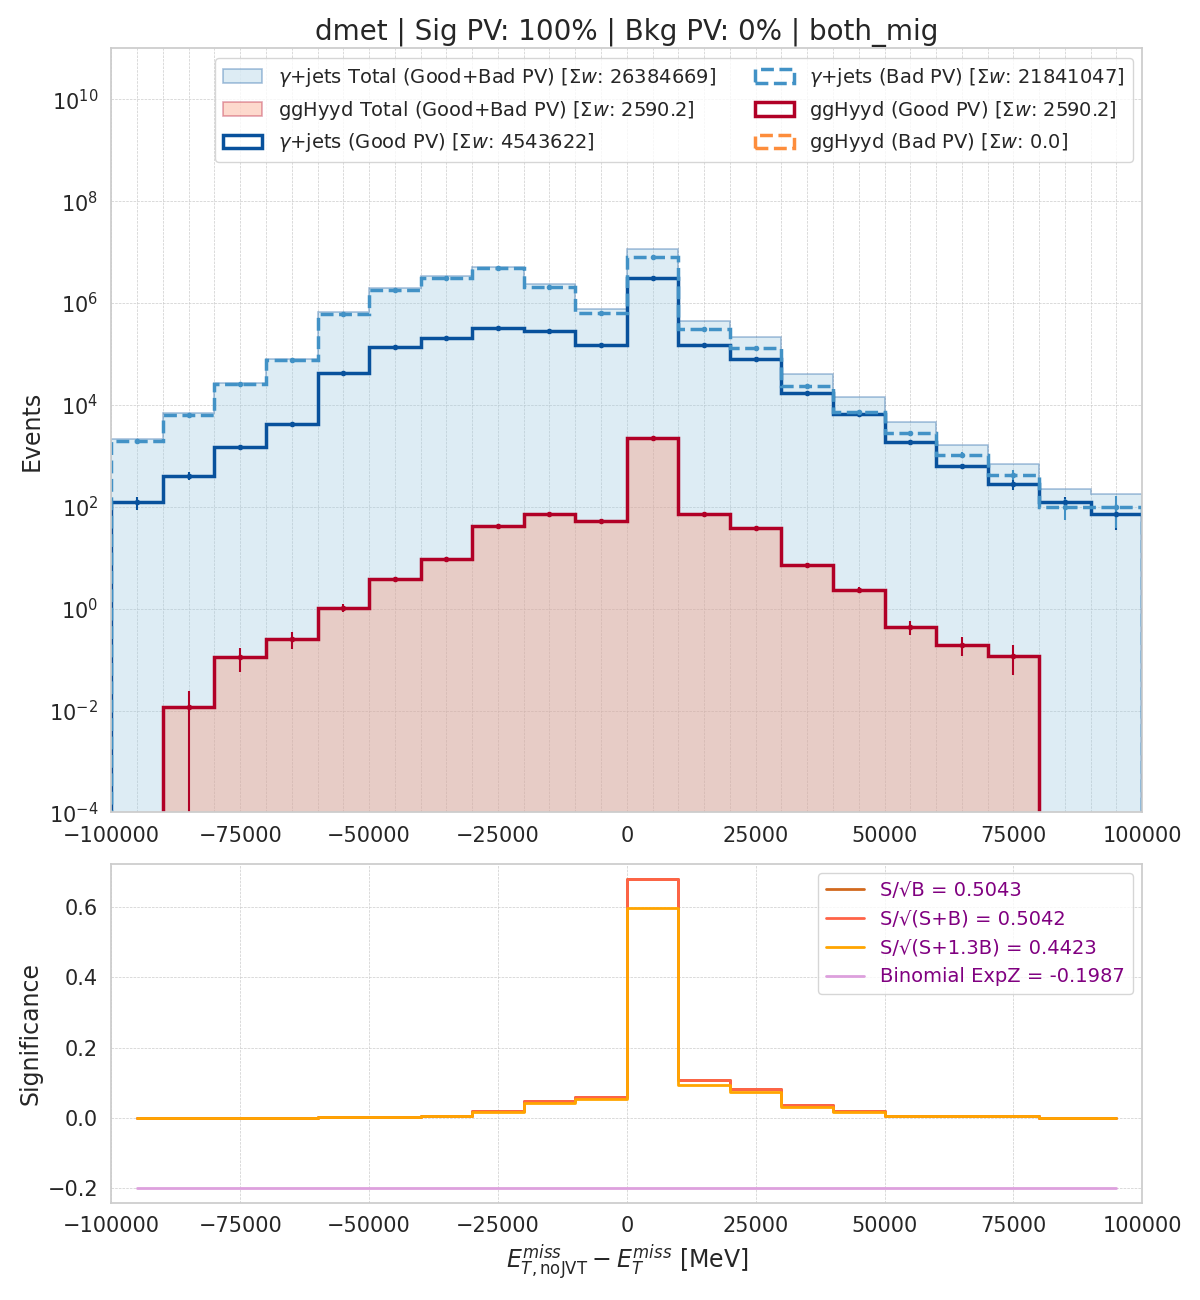 dmet | Sig PV: 100% | Bkg PV: 0% | both_mig
γ+jets Total (Good+Bad PV) [Σw: 26384669]
ggHyyd Total (Good+Bad PV) [Σw: 2590.2]
γ+jets (Good PV) [Σw: 4543622]
γ+jets (Bad PV) [Σw: 21841047]
ggHyyd (Good PV) [Σw: 2590.2]
ggHyyd (Bad PV) [Σw: 0.0]
Events
10^10
10^8
10^6
10^4
10^2
10^0
10^−2
10^−4
−100000 −75000 −50000 −25000 0 25000 50000 75000 100000
S/√B = 0.5043
S/√(S+B) = 0.5042
S/√(S+1.3B) = 0.4423
Binomial ExpZ = -0.1987
Significance
0.6
0.4
0.2
0.0
−0.2
−100000 −75000 −50000 −25000 0 25000 50000 75000 100000
E_{T,noJVT}^{miss} − E_T^{miss} [MeV]